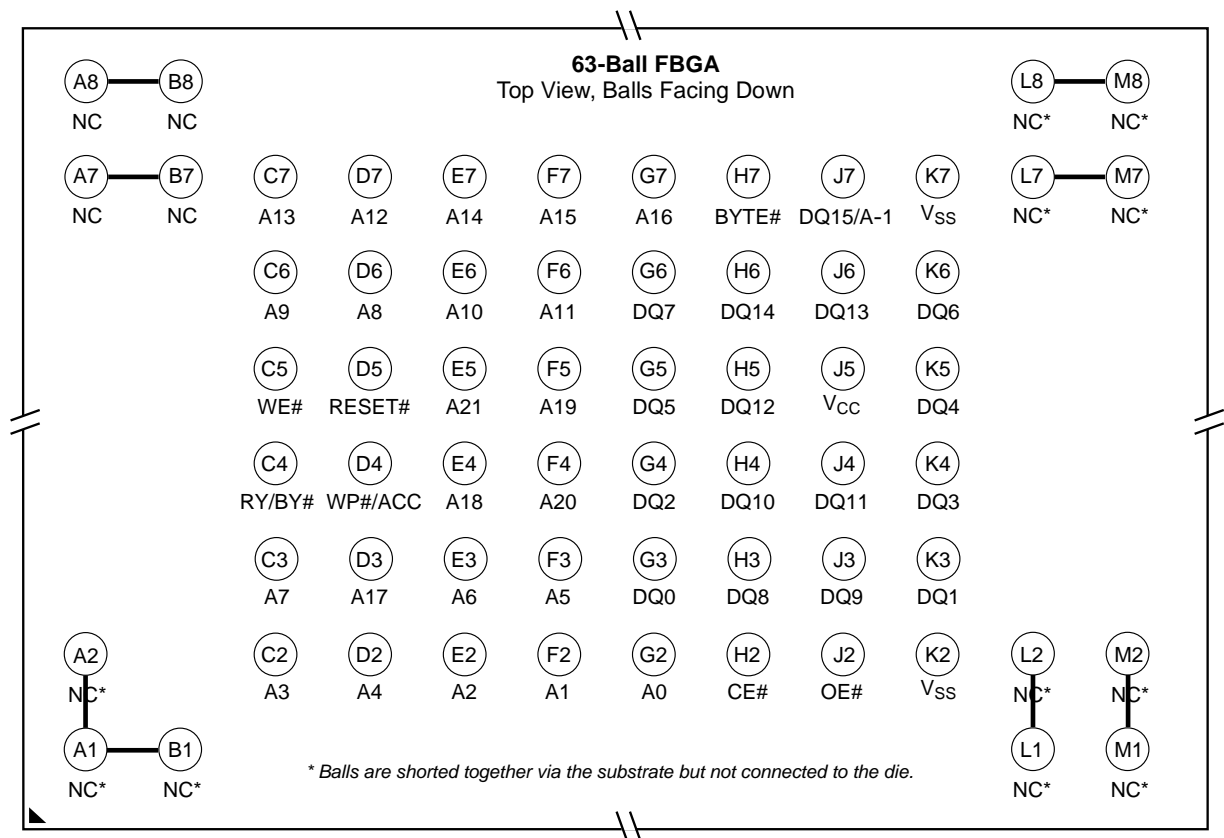 63-Ball FBGA
Top View, Balls Facing Down
A8 B8 L8 M8
NC NC NC* NC*
A7 B7 C7 D7 E7 F7 G7 H7 J7 K7 L7 M7
NC NC A13 A12 A14 A15 A16 BYTE# DQ15/A-1 VSS NC* NC*
C6 D6 E6 F6 G6 H6 J6 K6
A9 A8 A10 A11 DQ7 DQ14 DQ13 DQ6
C5 D5 E5 F5 G5 H5 J5 K5
WE# RESET# A21 A19 DQ5 DQ12 VCC DQ4
C4 D4 E4 F4 G4 H4 J4 K4
RY/BY# WP#/ACC A18 A20 DQ2 DQ10 DQ11 DQ3
C3 D3 E3 F3 G3 H3 J3 K3
A7 A17 A6 A5 DQ0 DQ8 DQ9 DQ1
A2 C2 D2 E2 F2 G2 H2 J2 K2 L2 M2
NC* A3 A4 A2 A1 A0 CE# OE# VSS NC* NC*
A1 B1 L1 M1
NC* NC* NC* NC*
* Balls are shorted together via the substrate but not connected to the die.